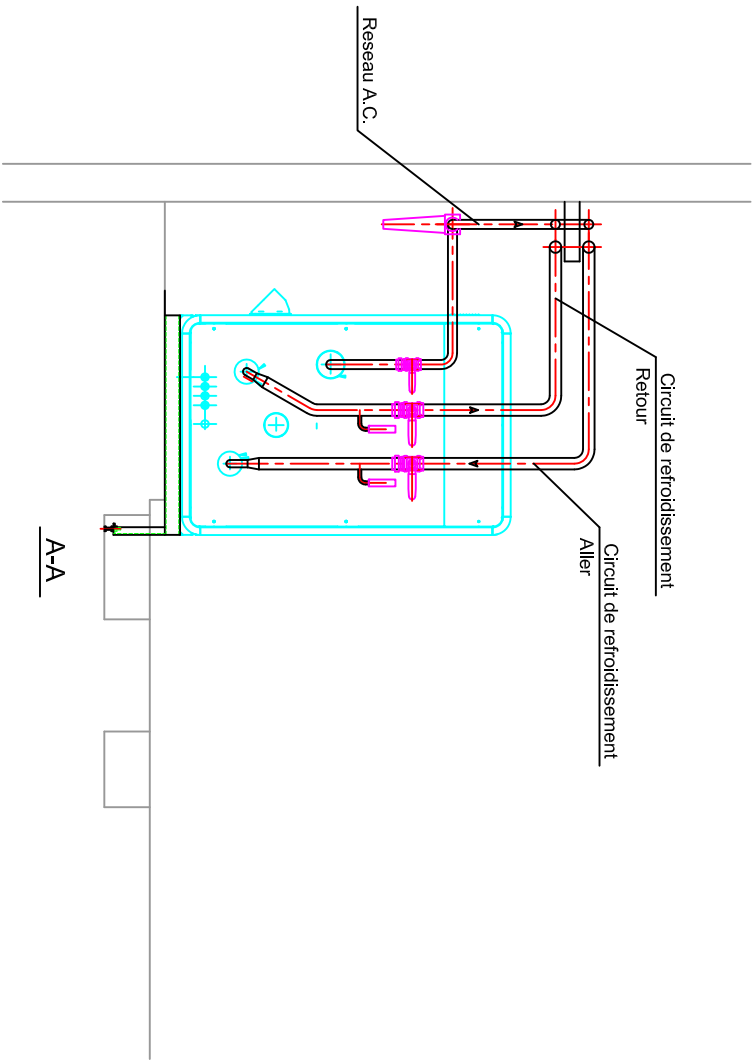 Reseau A.C.
Circuit de refroidissement
Retour
Circuit de refroidissement
Aller
A-A